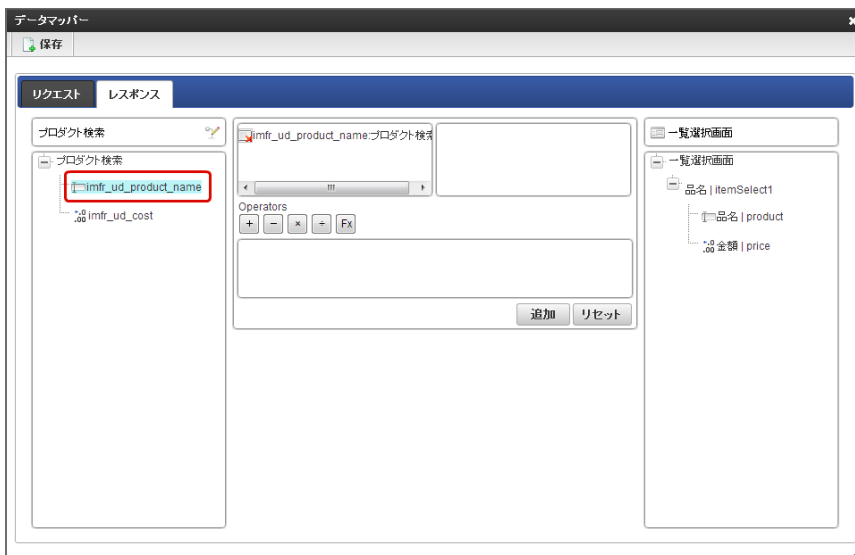 データマッパー
保存
リクエスト レスポンス
プロダクト検索
プロダクト検索
imfr_ud_product_name
imfr_ud_cost
imfr_ud_product_name:プロダクト検索
Operators
+ − × ÷ Fx
追加 リセット
一覧選択画面
一覧選択画面
品名 | itemSelect1
品名 | product
金額 | price